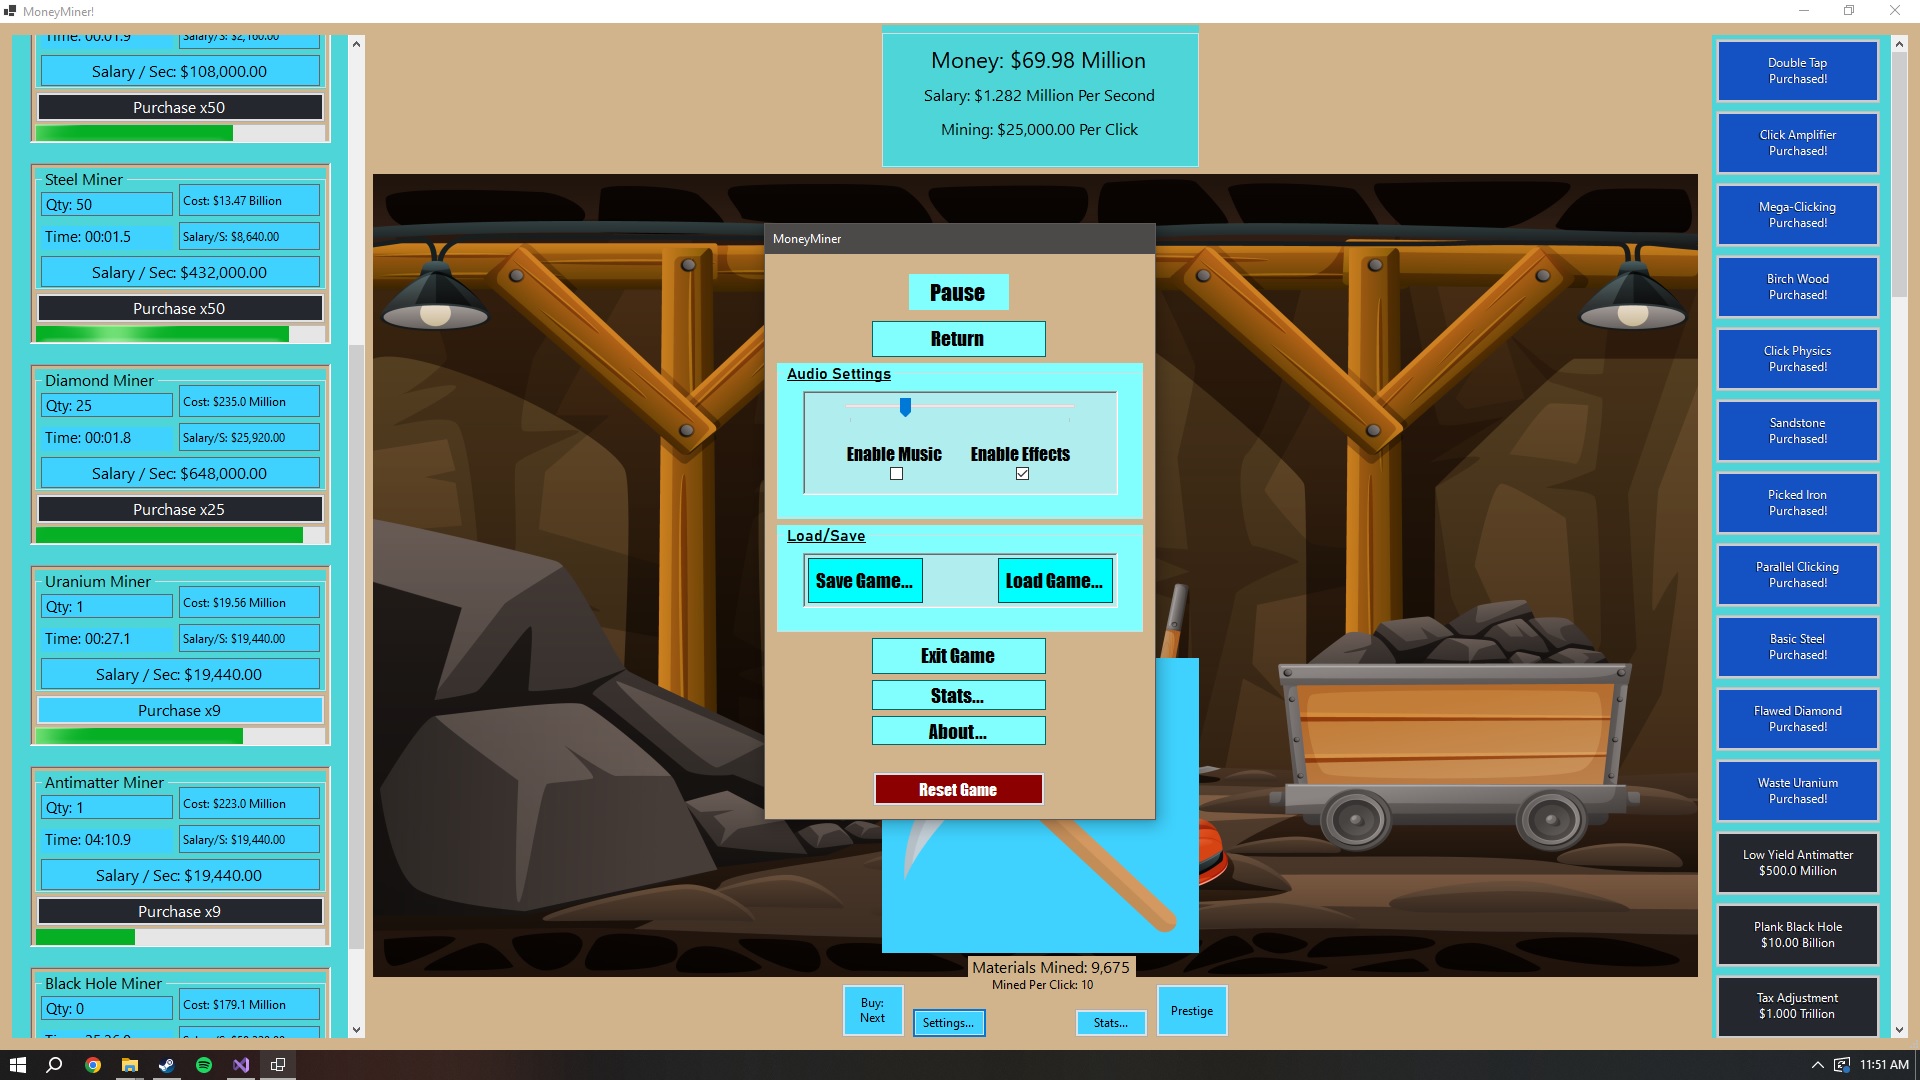 MoneyMiner!
Time: 00:01.9
Salary/S: $2,160.00
Salary / Sec: $108,000.00
Purchase x50
Steel Miner
Qty: 50
Cost: $13.47 Billion
Time: 00:01.5
Salary/S: $8,640.00
Salary / Sec: $432,000.00
Purchase x50
Diamond Miner
Qty: 25
Cost: $235.0 Million
Time: 00:01.8
Salary/S: $25,920.00
Salary / Sec: $648,000.00
Purchase x25
Uranium Miner
Qty: 1
Cost: $19.56 Million
Time: 00:27.1
Salary/S: $19,440.00
Salary / Sec: $19,440.00
Purchase x9
Antimatter Miner
Qty: 1
Cost: $223.0 Million
Time: 04:10.9
Salary/S: $19,440.00
Salary / Sec: $19,440.00
Purchase x9
Black Hole Miner
Qty: 0
Cost: $179.1 Million
Money: $69.98 Million
Salary: $1.282 Million Per Second
Mining: $25,000.00 Per Click
MoneyMiner
Pause
Return
Audio Settings
Enable Music
Enable Effects
Load/Save
Save Game...
Load Game...
Exit Game
Stats...
About...
Reset Game
Materials Mined: 9,675
Mined Per Click: 10
Buy:
Next
Settings...
Stats...
Prestige
Double Tap
Purchased!
Click Amplifier
Purchased!
Mega-Clicking
Purchased!
Birch Wood
Purchased!
Click Physics
Purchased!
Sandstone
Purchased!
Picked Iron
Purchased!
Parallel Clicking
Purchased!
Basic Steel
Purchased!
Flawed Diamond
Purchased!
Waste Uranium
Purchased!
Low Yield Antimatter
$500.0 Million
Plank Black Hole
$10.00 Billion
Tax Adjustment
$1.000 Trillion
11:51 AM